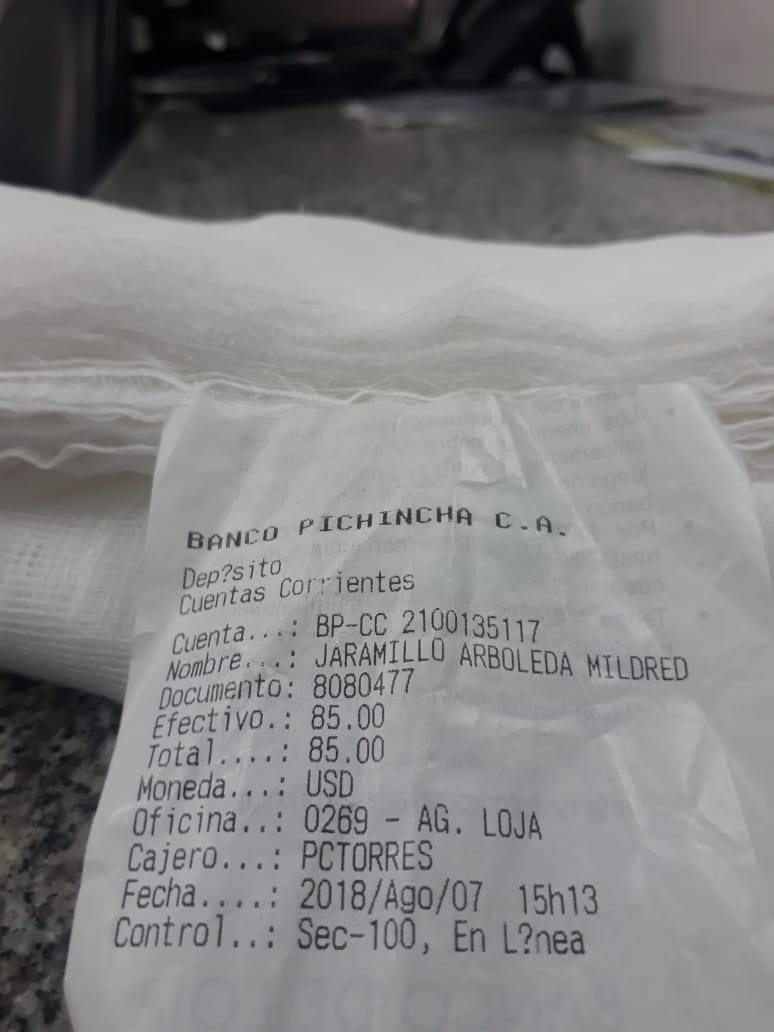 BANCO PICHINCHA C.A.
Dep?sito
Cuentas Corrientes
Cuenta...: BP-CC 2100135117
Nombre...: JARAMILLO ARBOLEDA MILDRED
Documento: 8080477
Efectivo.: 85.00
Total....: 85.00
Moneda...: USD
Oficina..: 0269 - AG. LOJA
Cajero...: PCTORRES
Fecha....: 2018/Ago/07 15h13
Control..: Sec-100, En L?nea